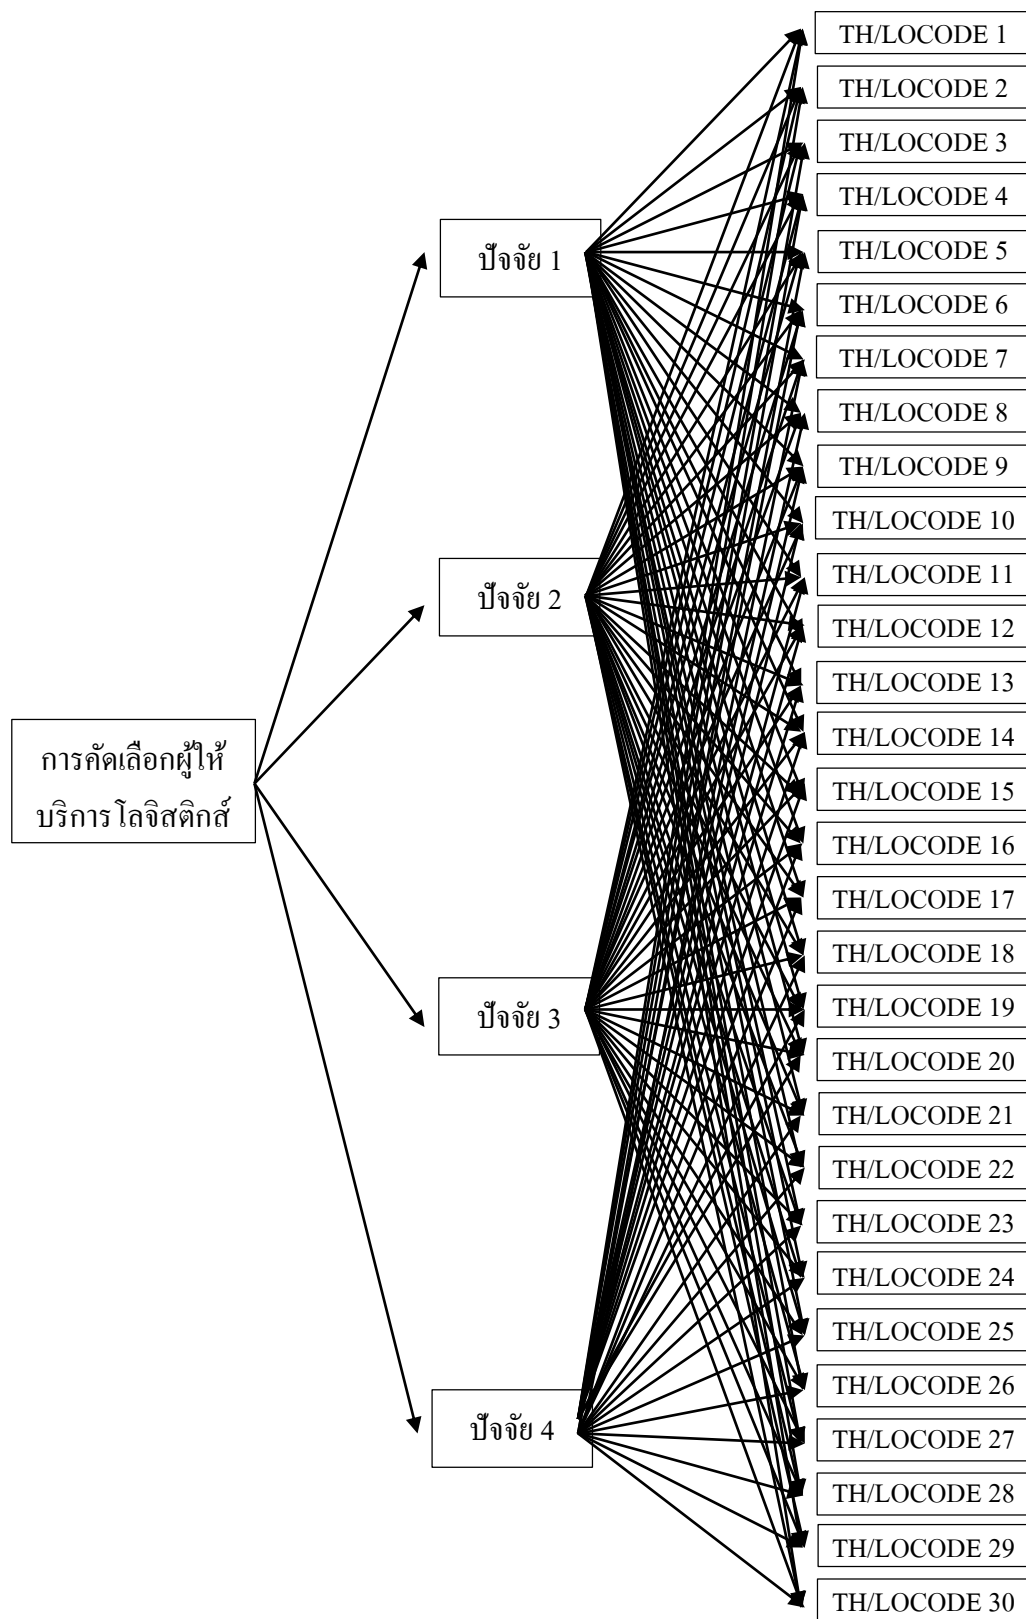 การคัดเลือกผู้ให้
บริการโลจิสติกส์
ปัจจัย 1
ปัจจัย 2
ปัจจัย 3
ปัจจัย 4
TH/LOCODE 1
TH/LOCODE 2
TH/LOCODE 3
TH/LOCODE 4
TH/LOCODE 5
TH/LOCODE 6
TH/LOCODE 7
TH/LOCODE 8
TH/LOCODE 9
TH/LOCODE 10
TH/LOCODE 11
TH/LOCODE 12
TH/LOCODE 13
TH/LOCODE 14
TH/LOCODE 15
TH/LOCODE 16
TH/LOCODE 17
TH/LOCODE 18
TH/LOCODE 19
TH/LOCODE 20
TH/LOCODE 21
TH/LOCODE 22
TH/LOCODE 23
TH/LOCODE 24
TH/LOCODE 25
TH/LOCODE 26
TH/LOCODE 27
TH/LOCODE 28
TH/LOCODE 29
TH/LOCODE 30